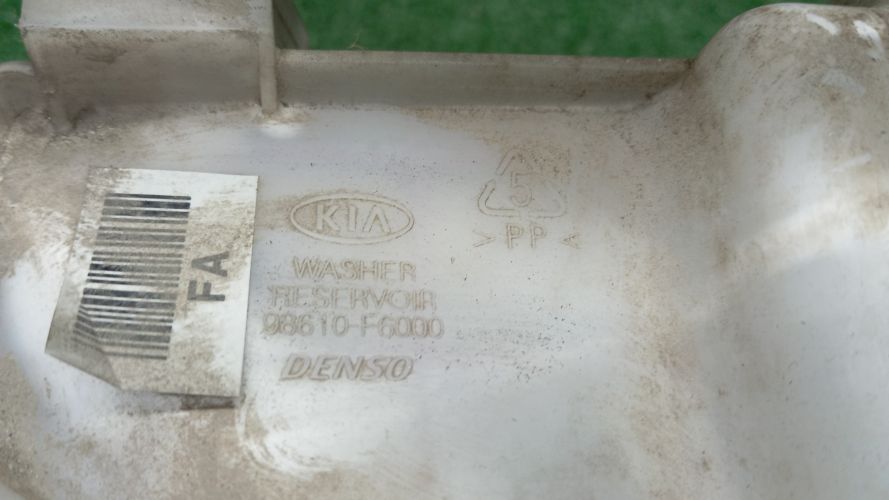 KIA
WASHER
RESERVOIR
98610-F6000
DENSO
5
> PP <
FA